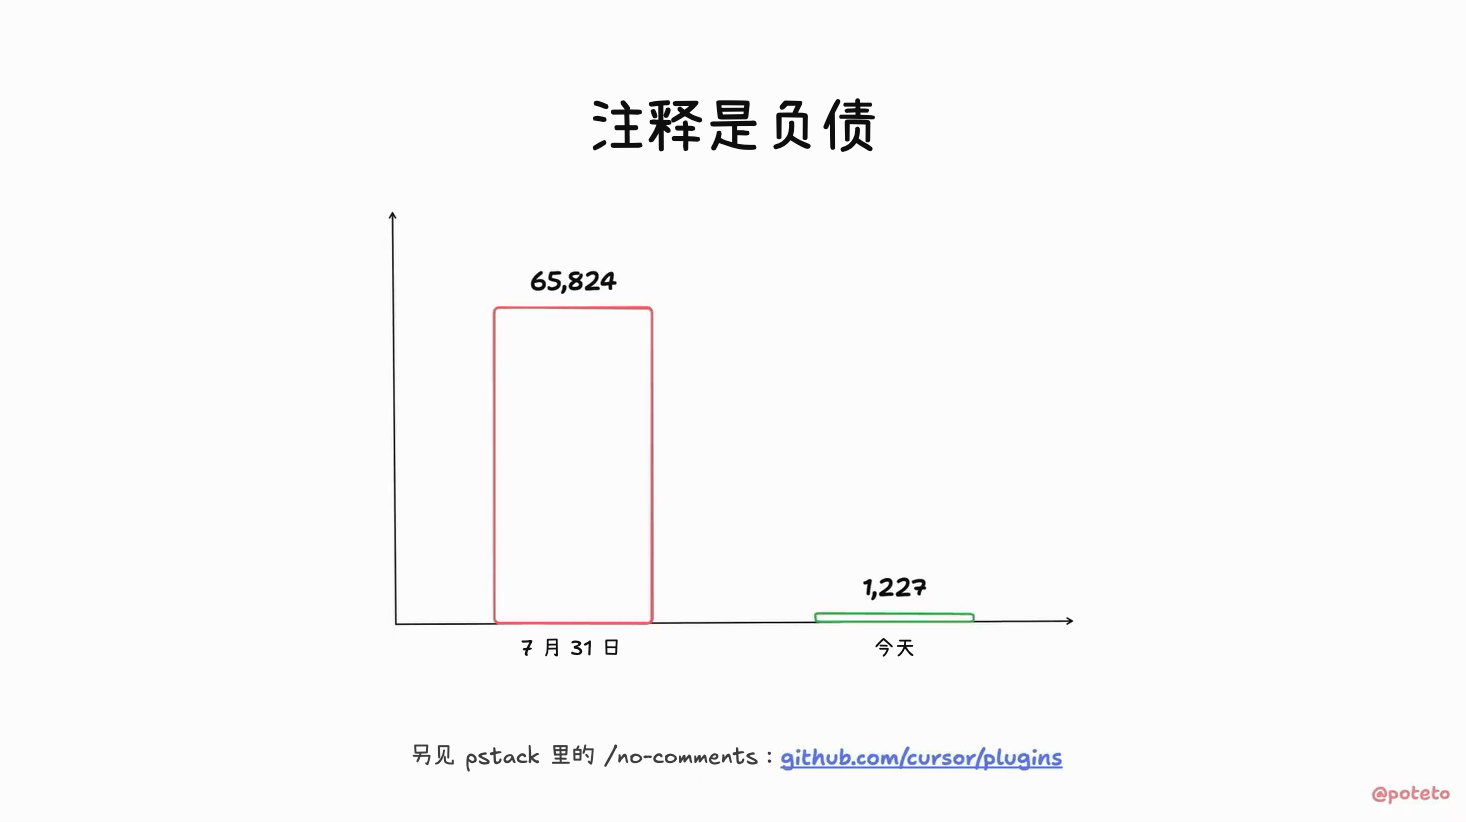 注释是负债
65,824
1,227
7 月 31 日
今天
另见 pstack 里的 /no-comments：github.com/cursor/plugins
@poteto